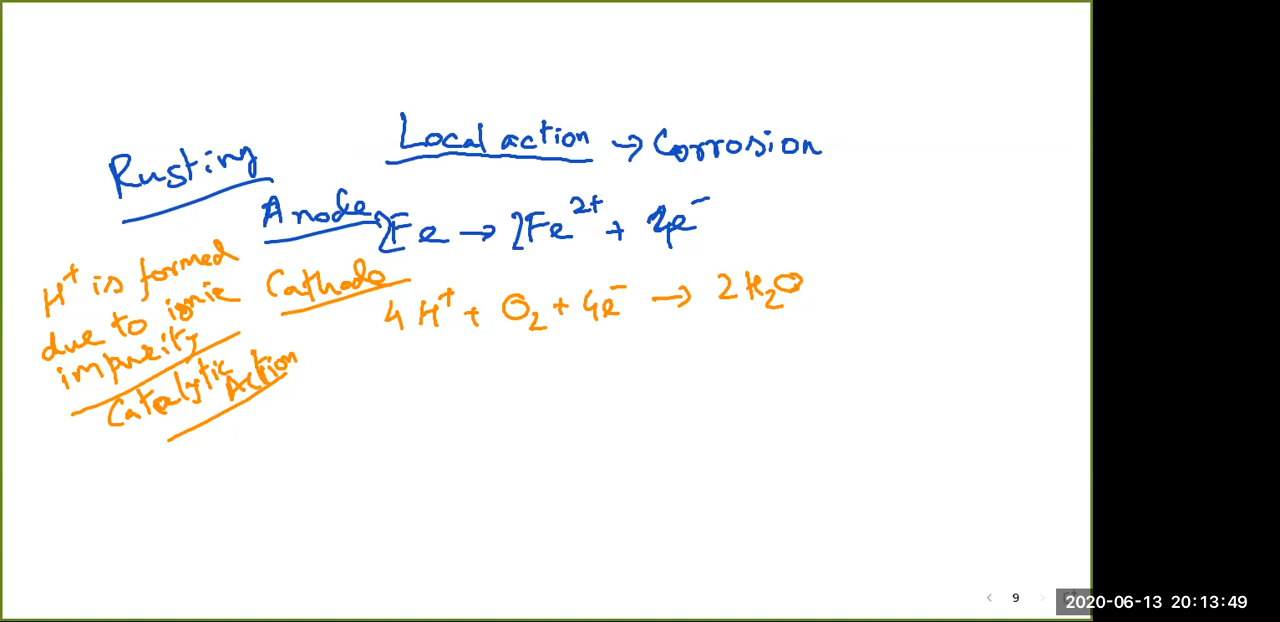 Local action → Corrosion
Rusting
Anode 2Fe → 2Fe²⁺ + 4e⁻
Cathode 4H⁺ + O₂ + 4e⁻ → 2H₂O
H⁺ is formed
due to ionic
impurity
Catalytic
Action
9
2020-06-13 20:13:49